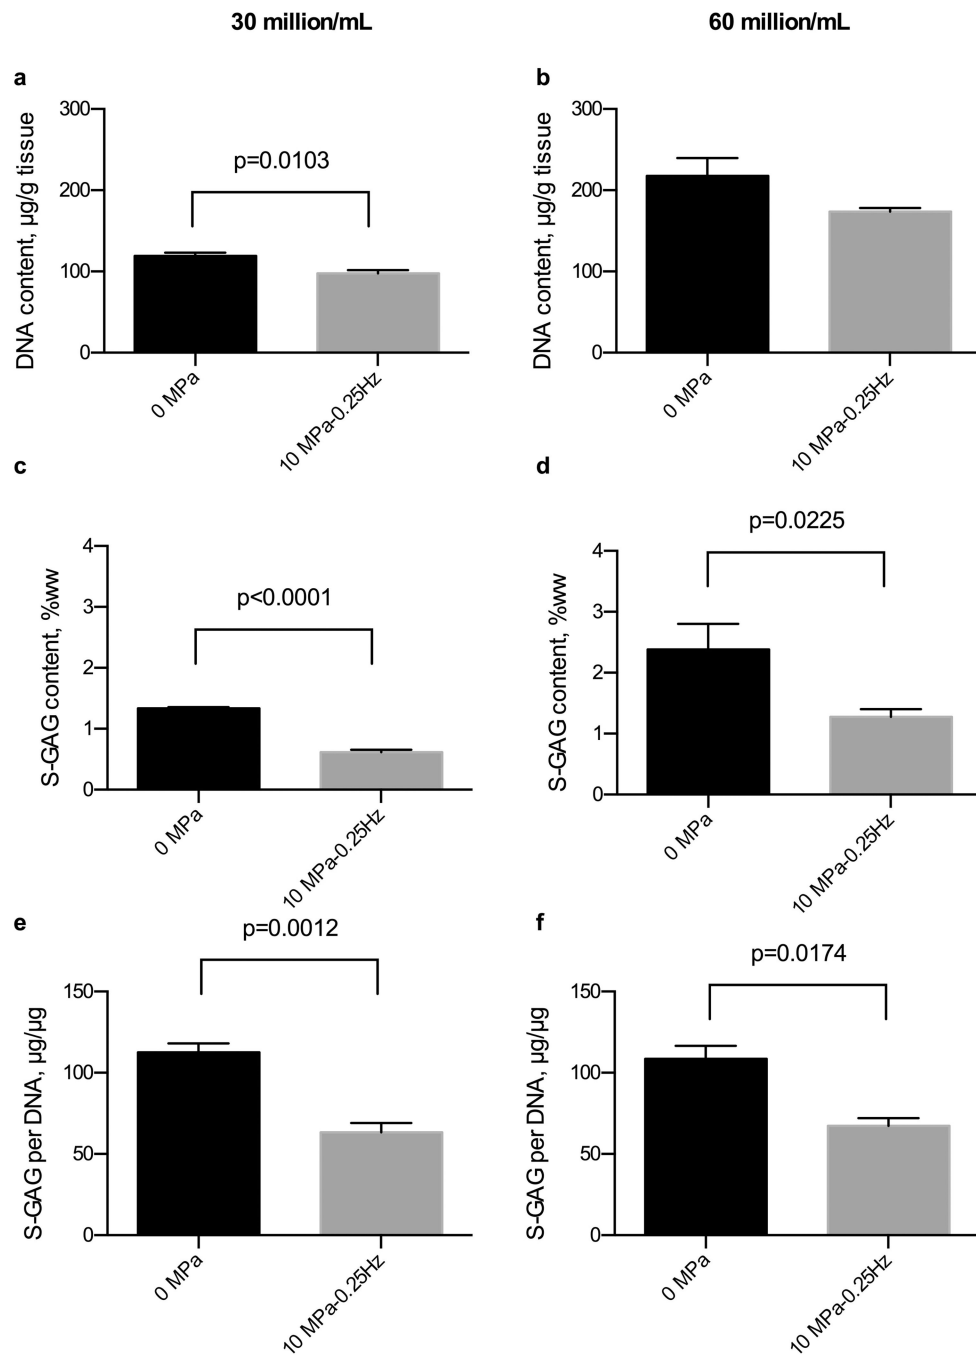 30 million/mL
60 million/mL
a
DNA content, µg/g tissue
300
200
100
0
p=0.0103
0 MPa
10 MPa-0.25Hz
b
DNA content, µg/g tissue
300
200
100
0
0 MPa
10 MPa-0.25Hz
c
S-GAG content, %ww
4
3
2
1
0
p<0.0001
0 MPa
10 MPa-0.25Hz
d
S-GAG content, %ww
4
3
2
1
0
p=0.0225
0 MPa
10 MPa-0.25Hz
e
S-GAG per DNA, µg/µg
150
100
50
0
p=0.0012
0 MPa
10 MPa-0.25Hz
f
S-GAG per DNA, µg/µg
150
100
50
0
p=0.0174
0 MPa
10 MPa-0.25Hz